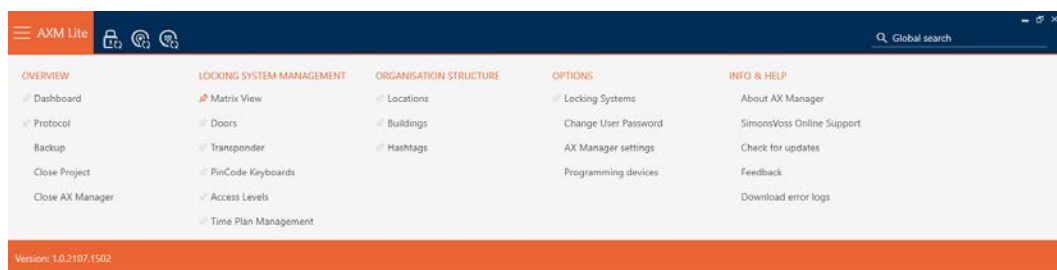 AXM Lite
Global search
OVERVIEW
Dashboard
Protocol
Backup
Close Project
Close AX Manager
LOCKING SYSTEM MANAGEMENT
Matrix View
Doors
Transponder
PinCode Keyboards
Access Levels
Time Plan Management
ORGANISATION STRUCTURE
Locations
Buildings
Hashtags
OPTIONS
Locking Systems
Change User Password
AX Manager settings
Programming devices
INFO & HELP
About AX Manager
SimonsVoss Online Support
Check for updates
Feedback
Download error logs
Version: 1.0.2107.1502